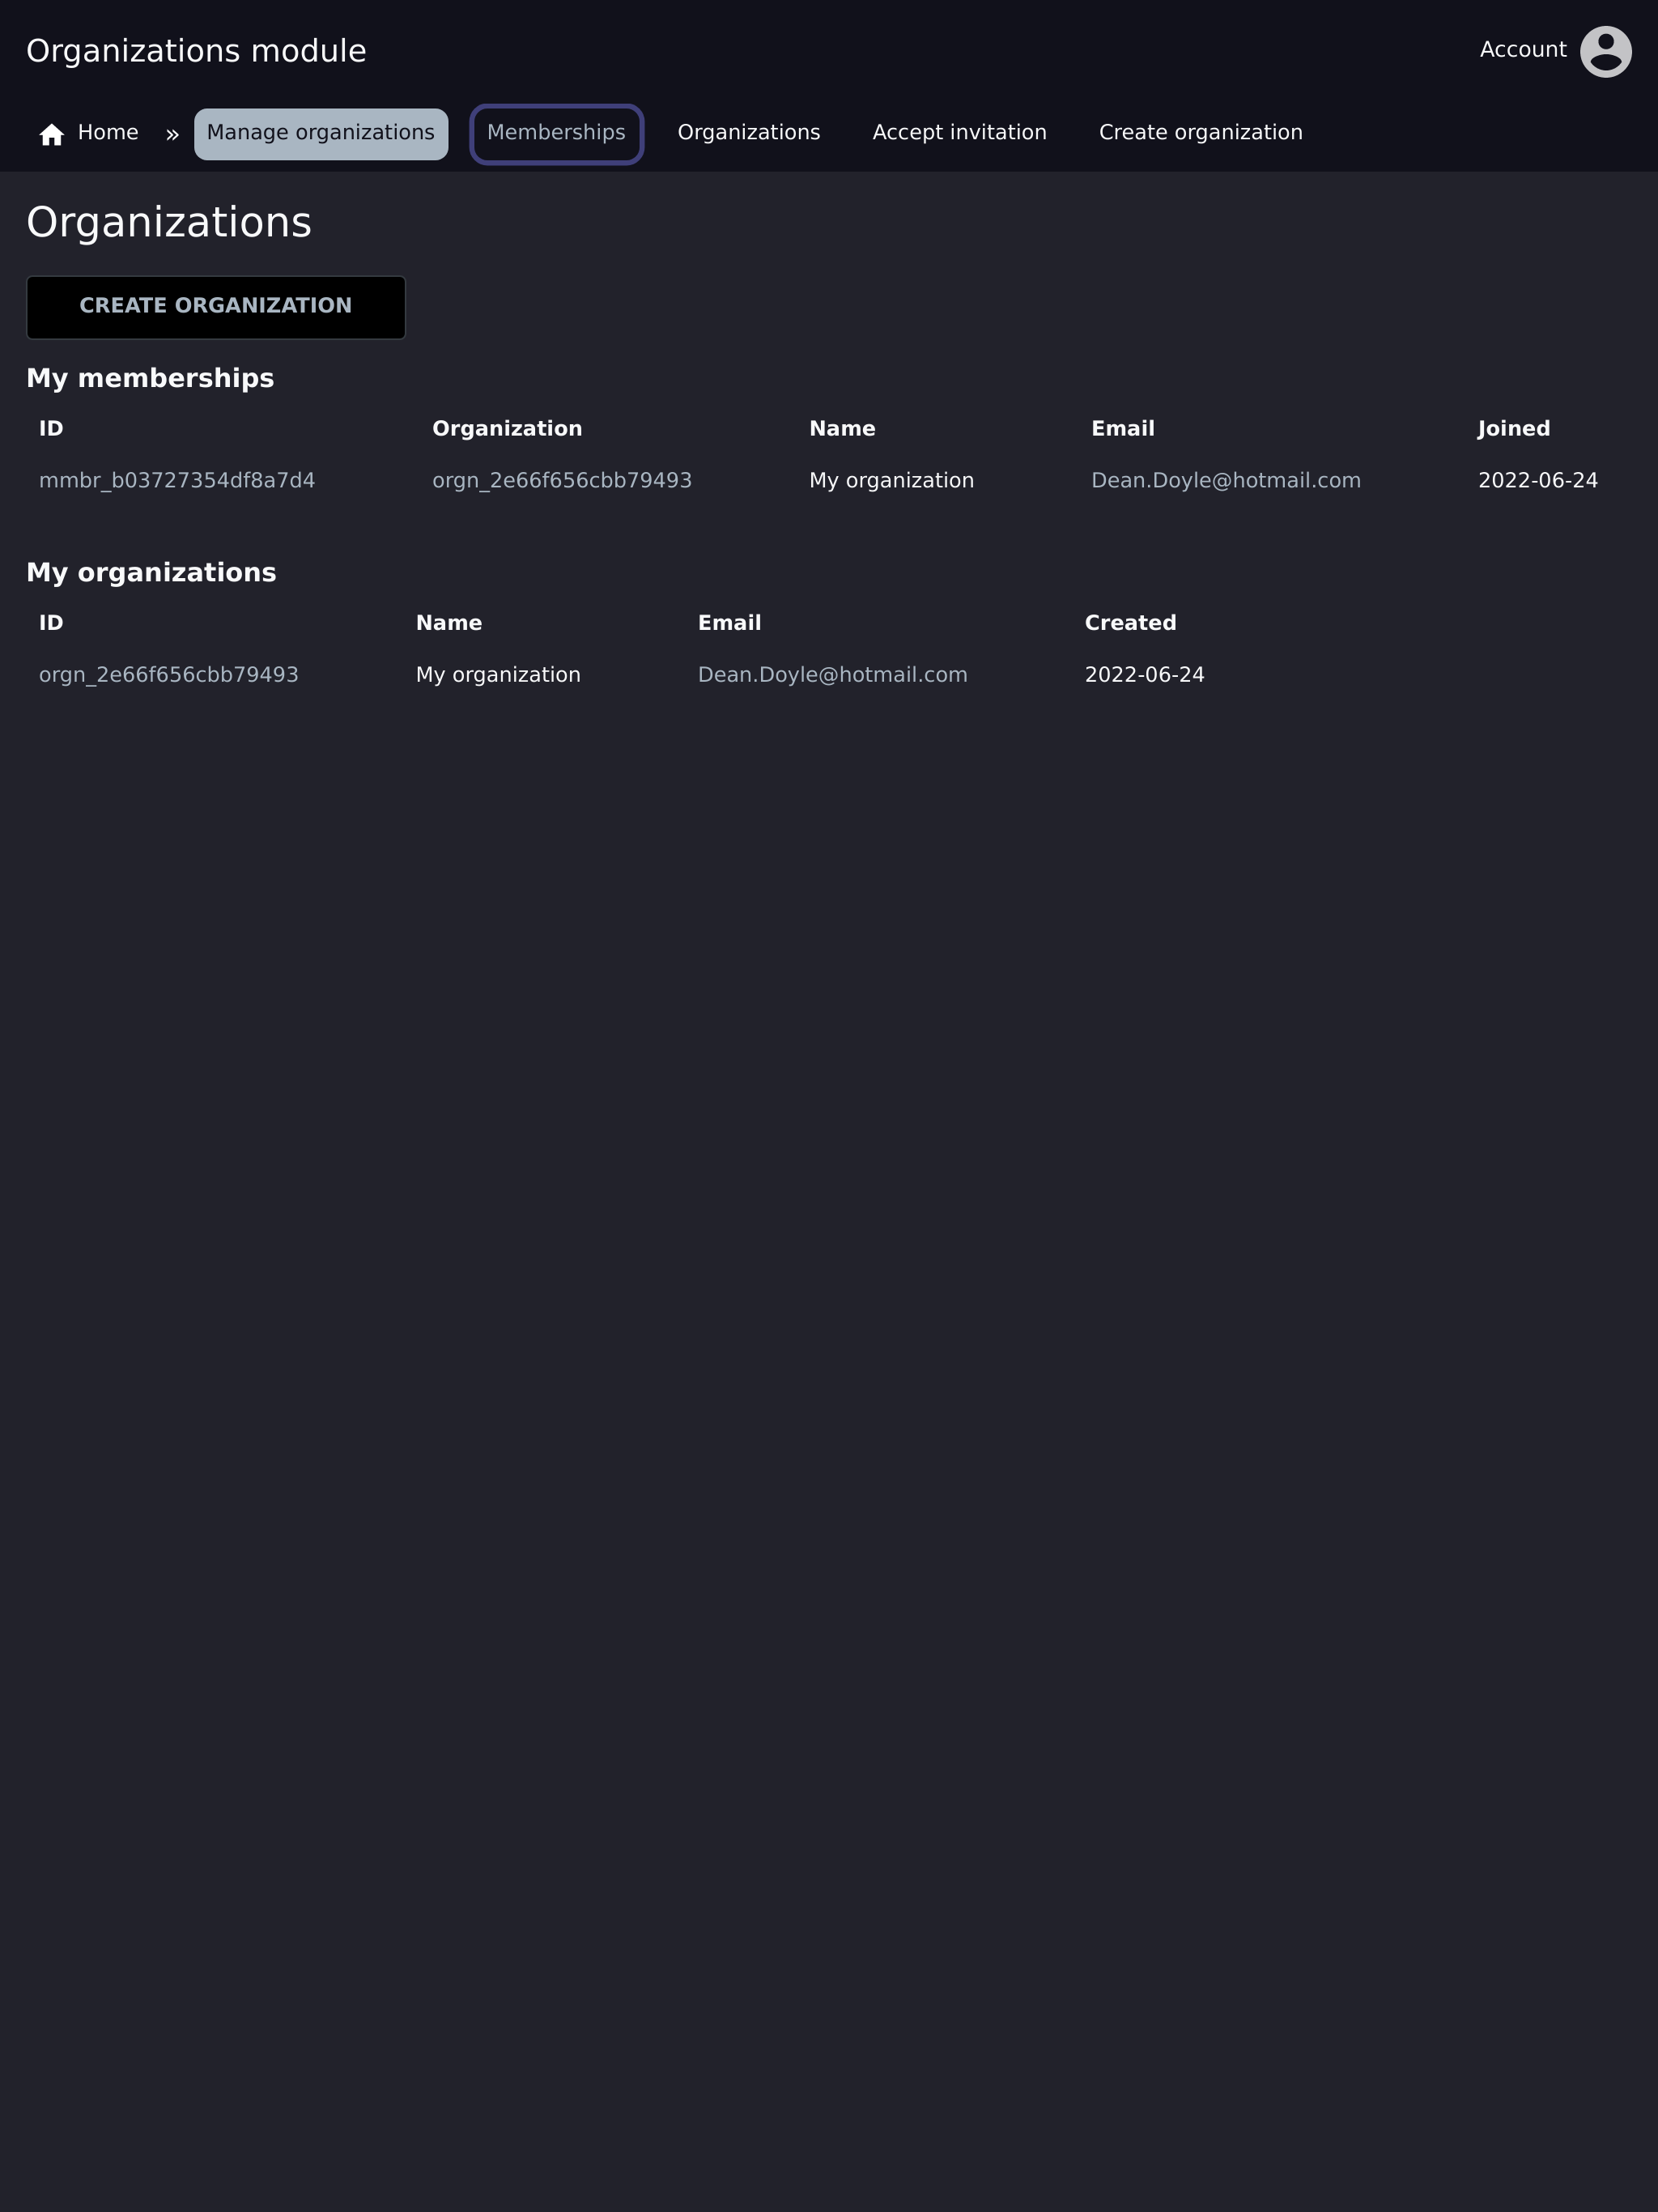 Organizations module
Account
Home » Manage organizations Memberships Organizations Accept invitation Create organization
Organizations
CREATE ORGANIZATION
My memberships
ID Organization Name Email Joined
mmbr_b03727354df8a7d4 orgn_2e66f656cbb79493 My organization Dean.Doyle@hotmail.com 2022-06-24
My organizations
ID Name Email Created
orgn_2e66f656cbb79493 My organization Dean.Doyle@hotmail.com 2022-06-24